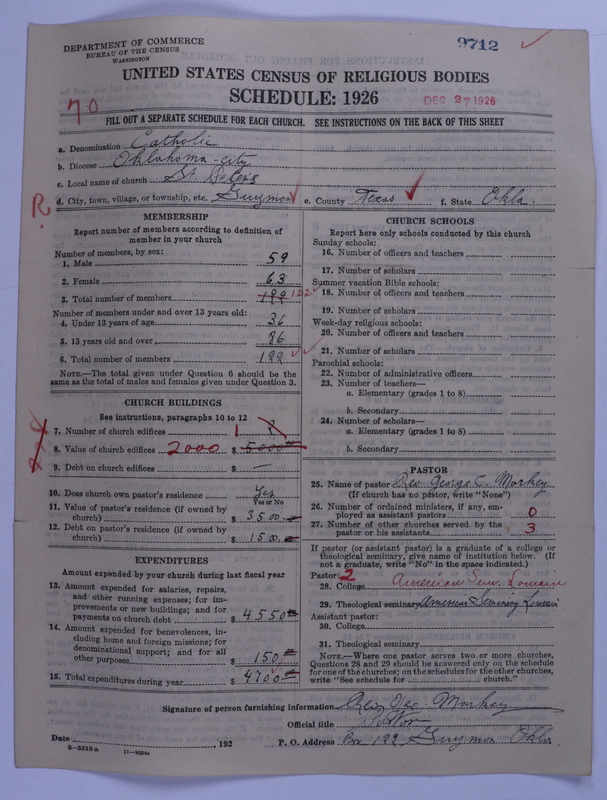 DEPARTMENT OF COMMERCE
BUREAU OF THE CENSUS
WASHINGTON
9712
UNITED STATES CENSUS OF RELIGIOUS BODIES
SCHEDULE: 1926
DEC 27 1926
70
FILL OUT A SEPARATE SCHEDULE FOR EACH CHURCH. SEE INSTRUCTIONS ON THE BACK OF THIS SHEET
a. Denomination Catholic
b. Diocese Oklahoma-city
c. Local name of church St. Peters
d. City, town, village, or township, etc. Guymon e. County Texas f. State Okla.
R
MEMBERSHIP
Report number of members according to definition of member in your church
Number of members, by sex:
1. Male 59
2. Female 63
3. Total number of members 122 122
Number of members under and over 13 years old:
4. Under 13 years of age 36
5. 13 years old and over 86
6. Total number of members 122
NOTE.—The total given under Question 6 should be the
same as the total of males and females given under Question 3.
CHURCH BUILDINGS
See instructions, paragraphs 10 to 12
7. Number of church edifices 1
8. Value of church edifices 2000 $ 5000
9. Debt on church edifices $ —
10. Does church own pastor's residence Yes
Yes or No
11. Value of pastor's residence (if owned by
church) $ 3500
12. Debt on pastor's residence (if owned by
church) $ 1500
EXPENDITURES
Amount expended by your church during last fiscal year
13. Amount expended for salaries, repairs,
and other running expenses; for im-
provements or new buildings; and for
payments on church debt $ 4550
14. Amount expended for benevolences, in-
cluding home and foreign missions; for
denominational support; and for all
other purposes $ 150
15. Total expenditures during year $ 4700
CHURCH SCHOOLS
Report here only schools conducted by this church
Sunday schools:
16. Number of officers and teachers
17. Number of scholars
Summer vacation Bible schools:
18. Number of officers and teachers
19. Number of scholars
Week-day religious schools:
20. Number of officers and teachers
21. Number of scholars
Parochial schools:
22. Number of administrative officers
23. Number of teachers—
a. Elementary (grades 1 to 8)
b. Secondary
24. Number of scholars—
a. Elementary (grades 1 to 8)
b. Secondary
PASTOR
25. Name of pastor Rev. George C. Morkey
(If church has no pastor, write "None")
26. Number of ordained ministers, if any, em-
ployed as assistant pastors 0
27. Number of other churches served by the
pastor or his assistants 3
If pastor (or assistant pastor) is a graduate of a college or
theological seminary, give name of institution below. (If
not a graduate, write "No" in the space indicated.)
Pastor: 2
28. College American Sem. Louvain
29. Theological seminary American Seminary Louvain
Assistant pastor:
30. College
31. Theological seminary
NOTE.—Where one pastor serves two or more churches,
Questions 28 and 29 should be answered only on the schedule
for one of the churches; on the schedules for the other churches,
write "See schedule for church."
Signature of person furnishing information Rev. Geo Morkey
Official title Pastor
Date , 192 P. O. Address Box 122 Guymon Okla
8—5518 a 11—9054a